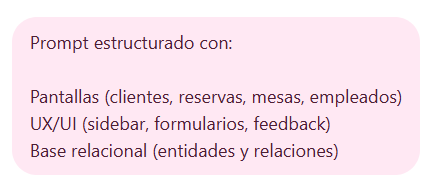 Prompt estructurado con:
Pantallas (clientes, reservas, mesas, empleados)
UX/UI (sidebar, formularios, feedback)
Base relacional (entidades y relaciones)